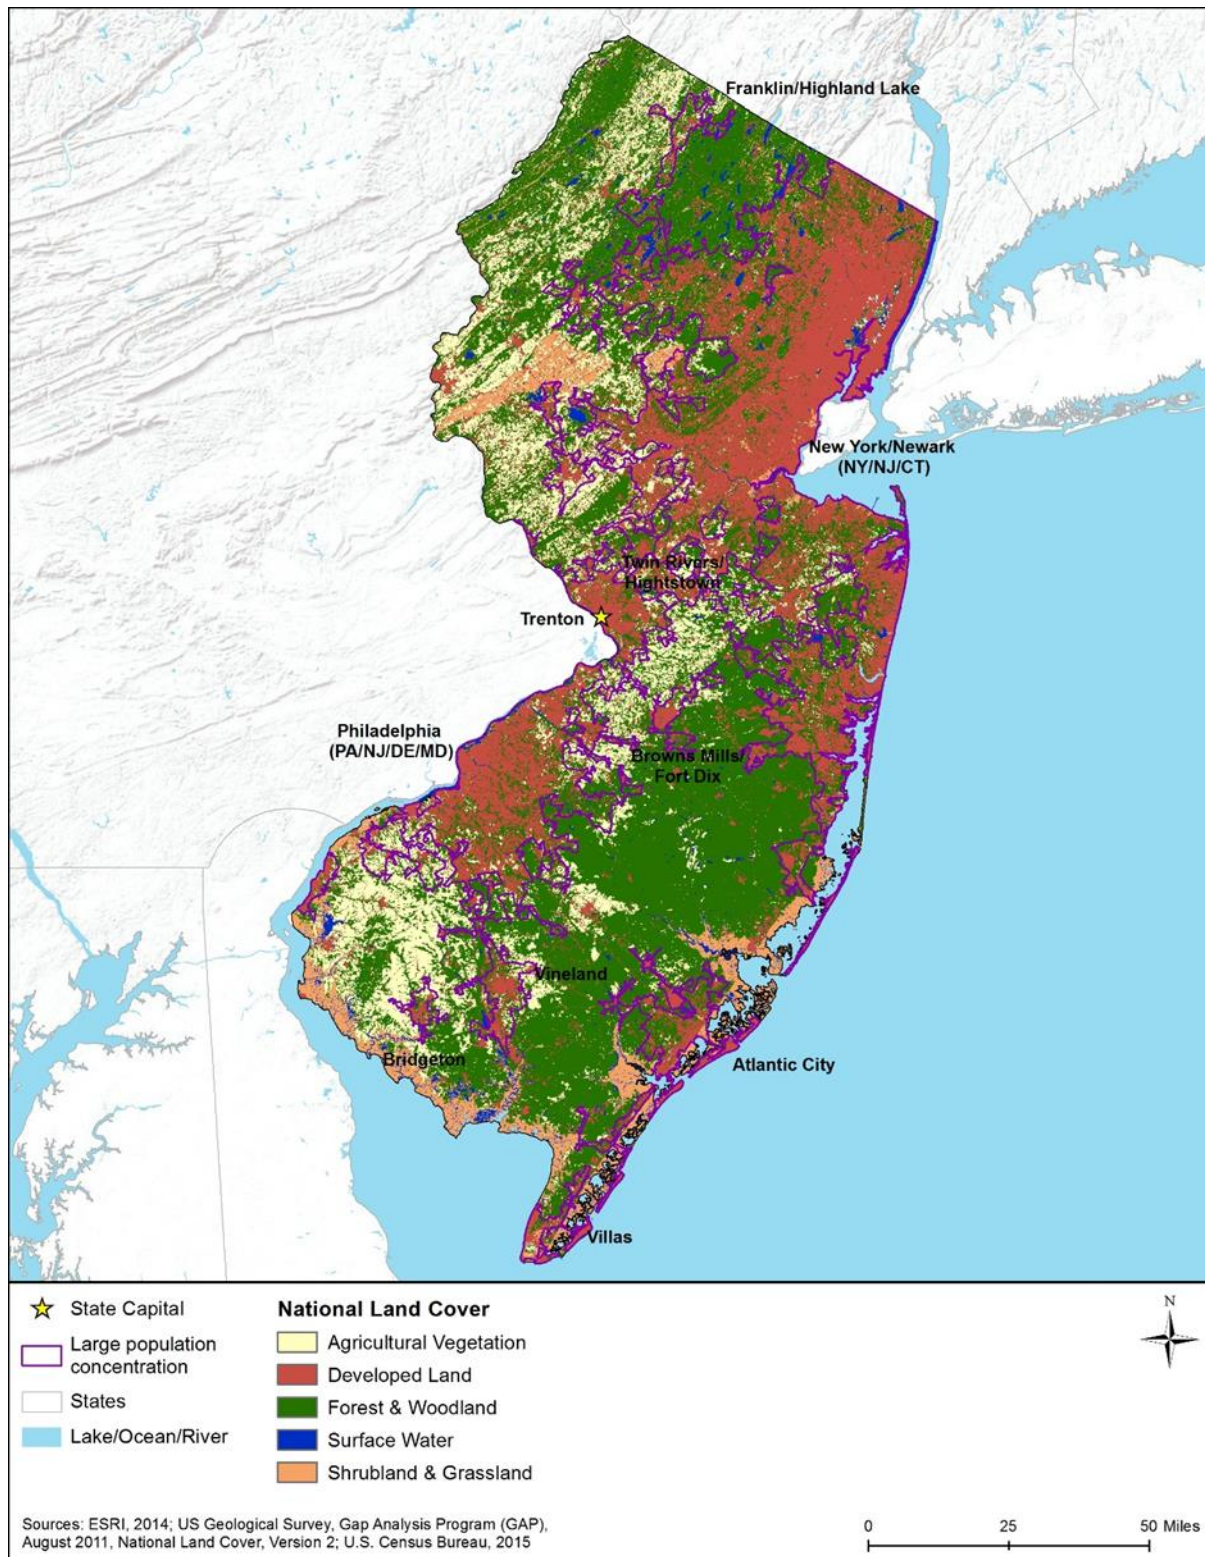 Franklin/Highland Lake
New York/Newark
(NY/NJ/CT)
Twin Rivers/
Hightstown
Trenton
Philadelphia
(PA/NJ/DE/MD)
Browns Mills/
Fort Dix
Vineland
Bridgeton
Atlantic City
Villas
State Capital
Large population
concentration
States
Lake/Ocean/River
National Land Cover
Agricultural Vegetation
Developed Land
Forest & Woodland
Surface Water
Shrubland & Grassland
N
Sources: ESRI, 2014; US Geological Survey, Gap Analysis Program (GAP),
August 2011, National Land Cover, Version 2; U.S. Census Bureau, 2015
0 25 50 Miles